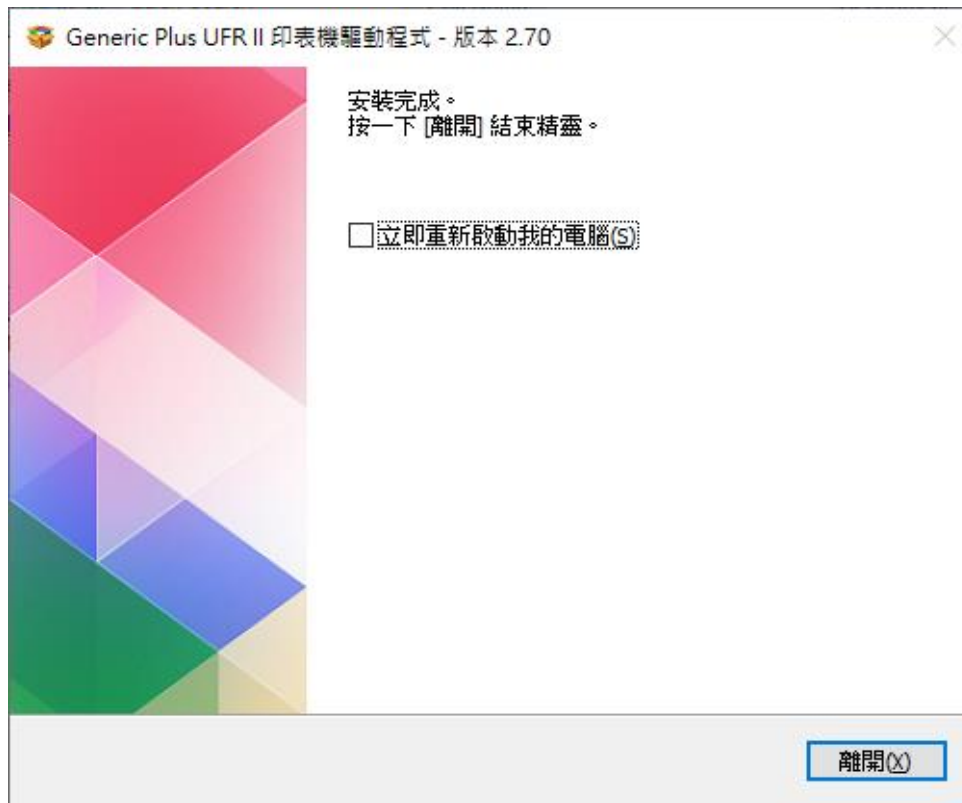 Generic Plus UFR II 印表機驅動程式 - 版本 2.70
安裝完成。
按一下 [離開] 結束精靈。
立即重新啟動我的電腦(S)
離開(X)